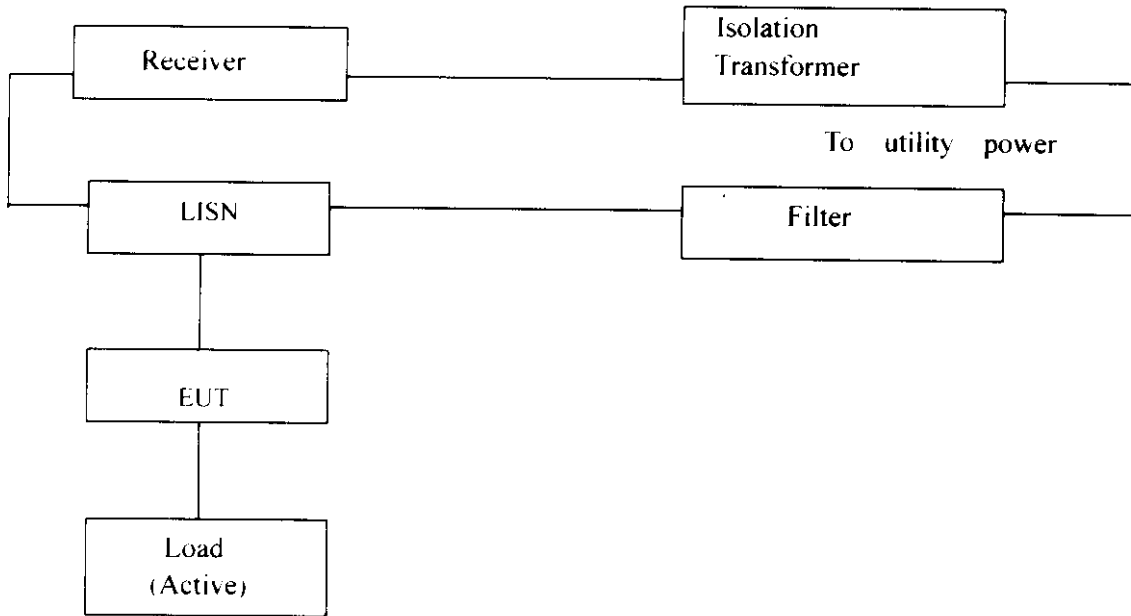 Receiver
Isolation
Transformer
To utility power
LISN
Filter
EUT
Load
(Active)